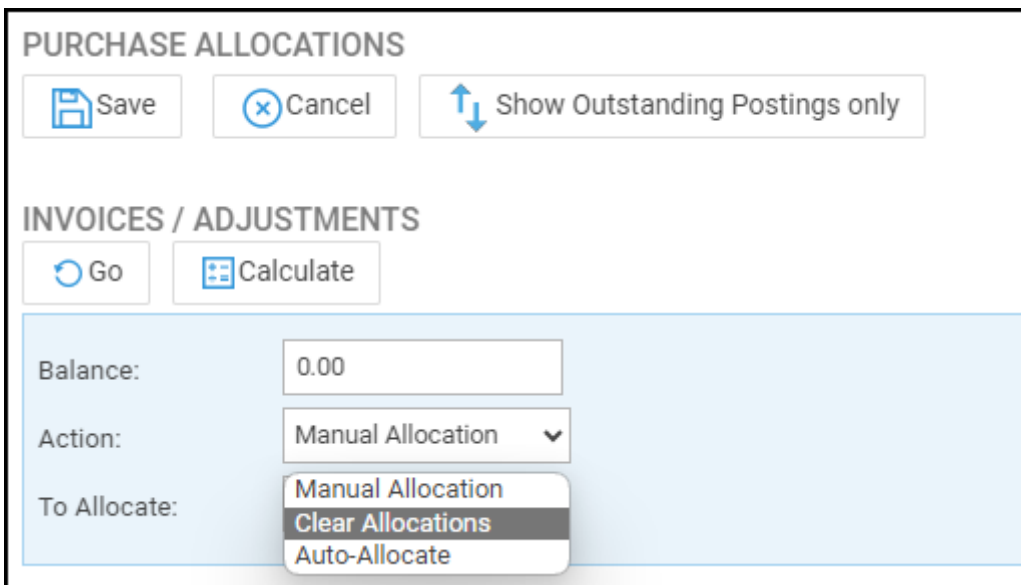 PURCHASE ALLOCATIONS
Save Cancel Show Outstanding Postings only
INVOICES / ADJUSTMENTS
Go Calculate
Balance: 0.00
Action: Manual Allocation
To Allocate:
Manual Allocation
Clear Allocations
Auto-Allocate